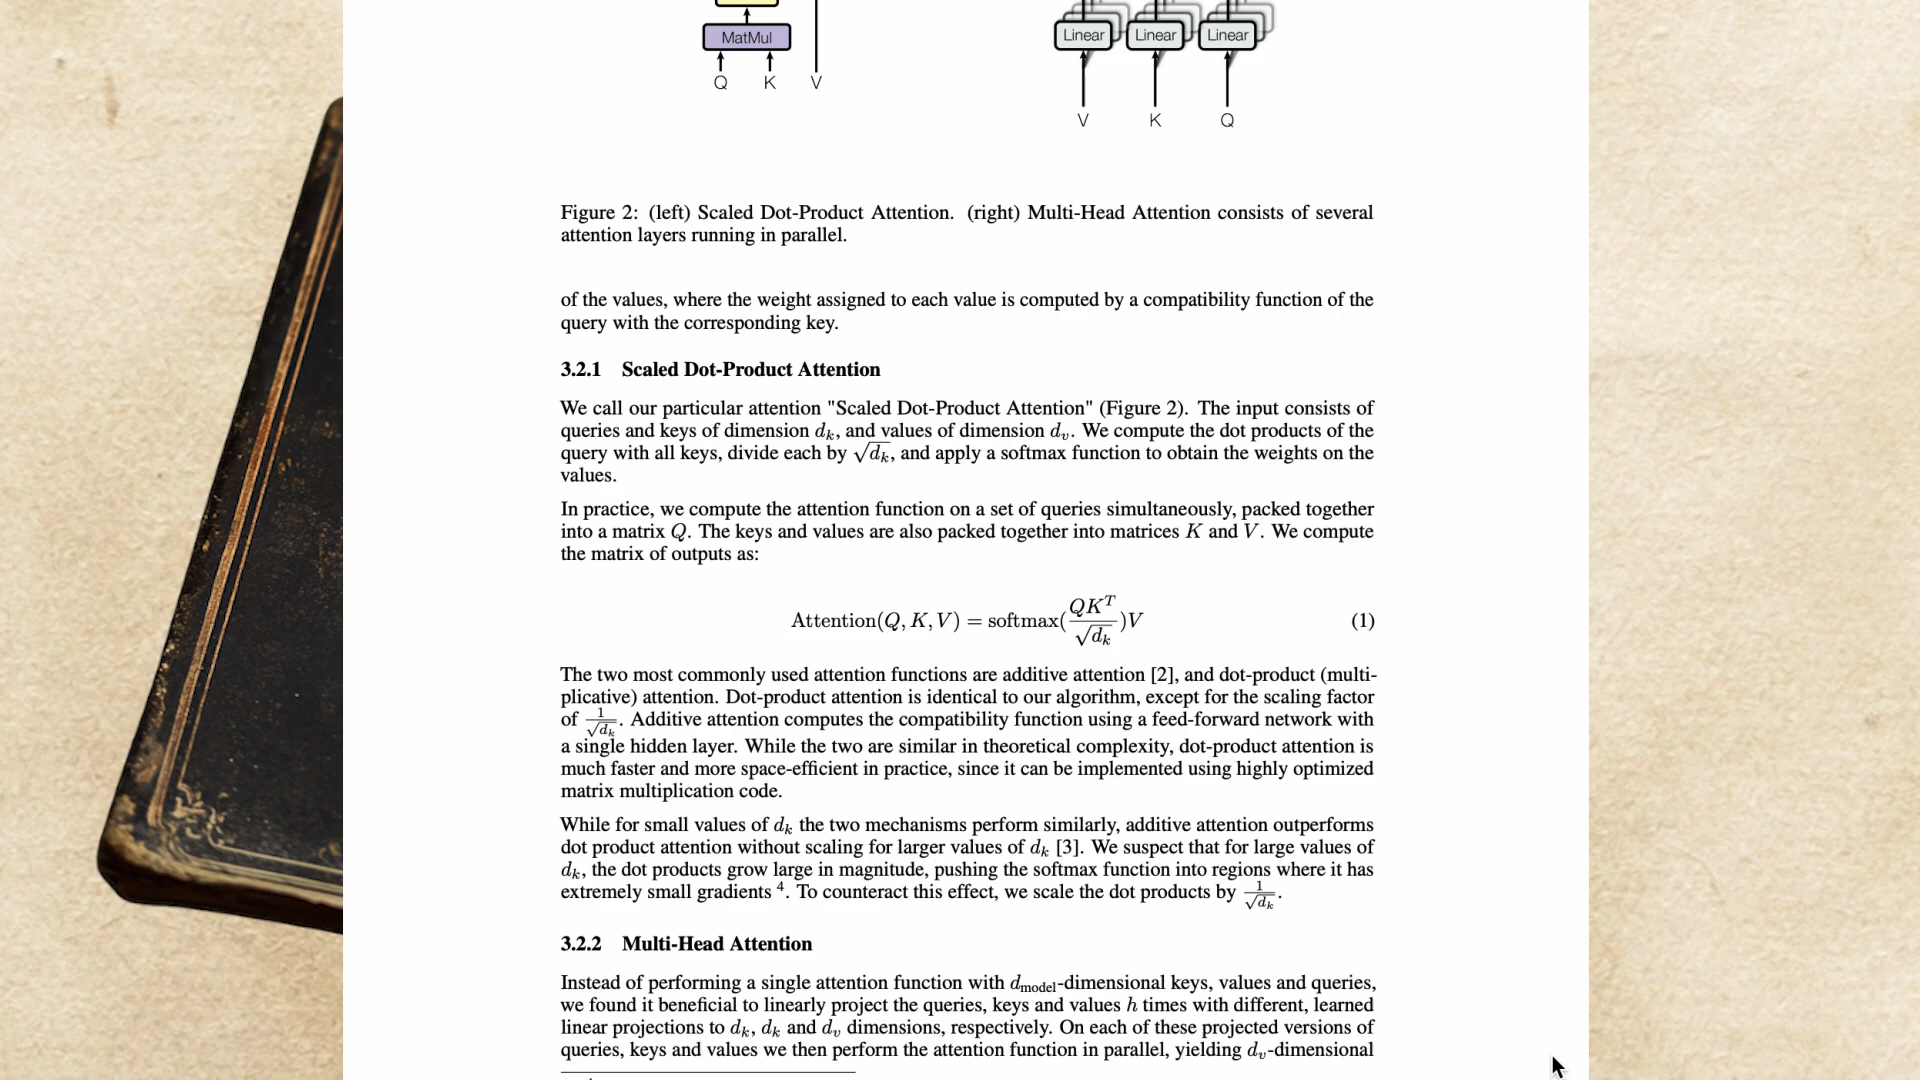 MatMul
Q K V
Linear Linear Linear
V K Q
Figure 2: (left) Scaled Dot-Product Attention. (right) Multi-Head Attention consists of several
attention layers running in parallel.
of the values, where the weight assigned to each value is computed by a compatibility function of the
query with the corresponding key.
3.2.1 Scaled Dot-Product Attention
We call our particular attention "Scaled Dot-Product Attention" (Figure 2). The input consists of
queries and keys of dimension dₖ, and values of dimension dᵥ. We compute the dot products of the
query with all keys, divide each by √dₖ, and apply a softmax function to obtain the weights on the
values.
In practice, we compute the attention function on a set of queries simultaneously, packed together
into a matrix Q. The keys and values are also packed together into matrices K and V. We compute
the matrix of outputs as:
Attention(Q, K, V) = softmax(QKᵀ/√dₖ)V (1)
The two most commonly used attention functions are additive attention [2], and dot-product (multi-
plicative) attention. Dot-product attention is identical to our algorithm, except for the scaling factor
of 1/√dₖ. Additive attention computes the compatibility function using a feed-forward network with
a single hidden layer. While the two are similar in theoretical complexity, dot-product attention is
much faster and more space-efficient in practice, since it can be implemented using highly optimized
matrix multiplication code.
While for small values of dₖ the two mechanisms perform similarly, additive attention outperforms
dot product attention without scaling for larger values of dₖ [3]. We suspect that for large values of
dₖ, the dot products grow large in magnitude, pushing the softmax function into regions where it has
extremely small gradients ⁴. To counteract this effect, we scale the dot products by 1/√dₖ.
3.2.2 Multi-Head Attention
Instead of performing a single attention function with d_model-dimensional keys, values and queries,
we found it beneficial to linearly project the queries, keys and values h times with different, learned
linear projections to dₖ, dₖ and dᵥ dimensions, respectively. On each of these projected versions of
queries, keys and values we then perform the attention function in parallel, yielding dᵥ-dimensional